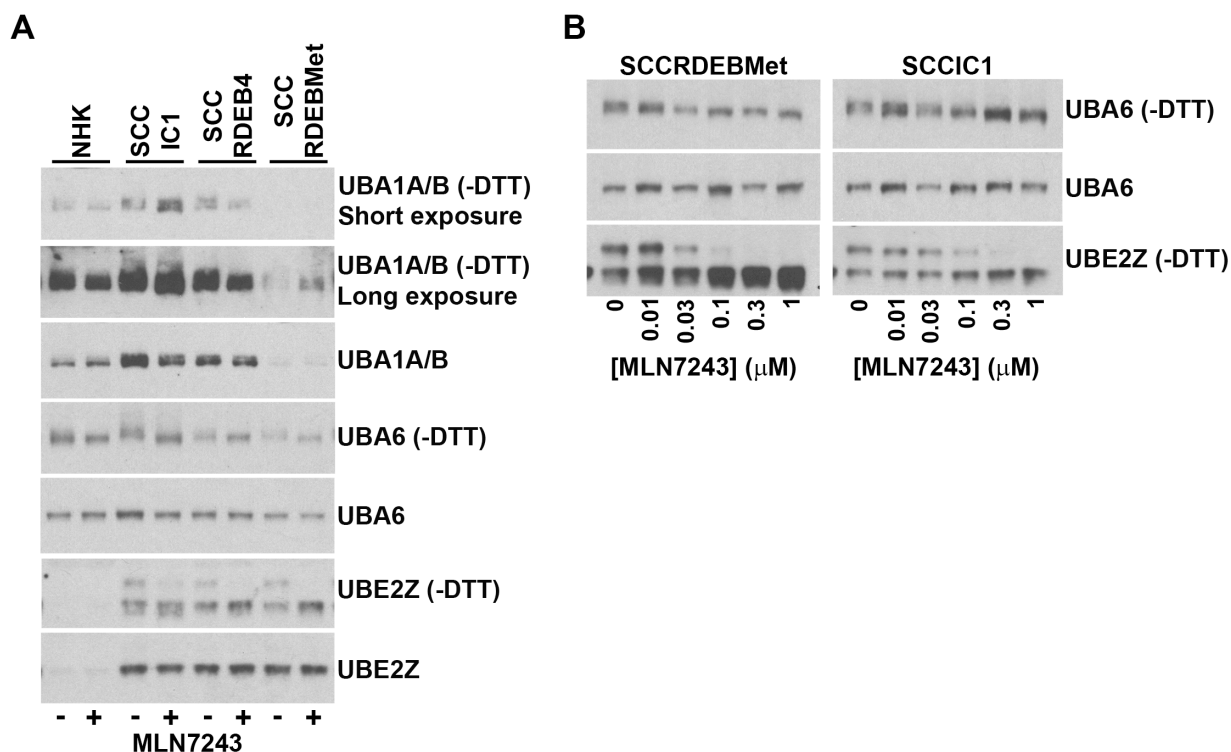 A
NHK
SCC
IC1
SCC
RDEB4
SCC
RDEBMet
UBA1A/B (-DTT)
Short exposure
UBA1A/B (-DTT)
Long exposure
UBA1A/B
UBA6 (-DTT)
UBA6
UBE2Z (-DTT)
UBE2Z
- + - + - + - +
MLN7243
B
SCCRDEBMet SCCIC1
UBA6 (-DTT)
UBA6
UBE2Z (-DTT)
0 0.01 0.03 0.1 0.3 1 0 0.01 0.03 0.1 0.3 1
[MLN7243] (μM) [MLN7243] (μM)